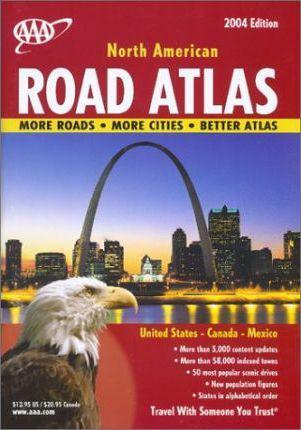 AAA
2004 Edition
North American
ROAD ATLAS
MORE ROADS • MORE CITIES • BETTER ATLAS
United States - Canada - Mexico
• More than 5,000 content updates
• More than 58,000 indexed towns
• 50 most popular scenic drives
• New population figures
• States in alphabetical order
$12.95 US / $20.95 Canada
www.aaa.com
Travel With Someone You Trust®